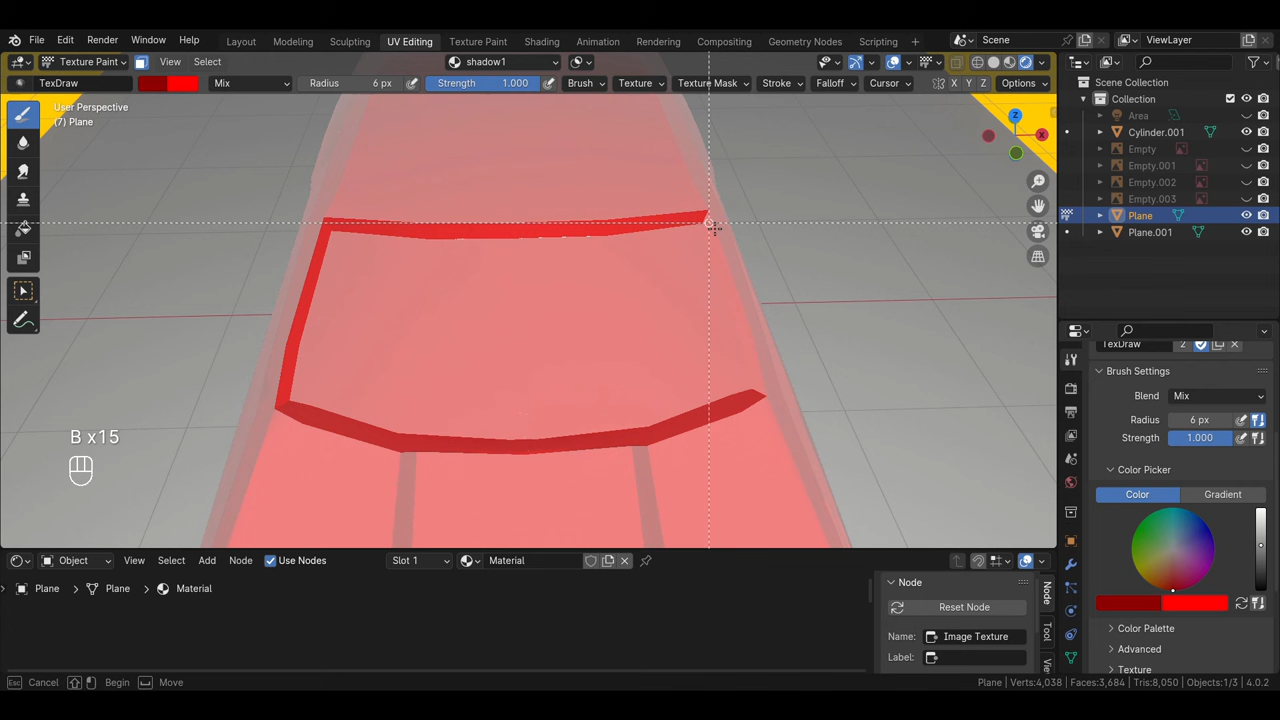 File Edit Render Window Help Layout Modeling Sculpting UV Editing Texture Paint Shading Animation Rendering Compositing Geometry Nodes Scripting Scene ViewLayer
Texture Paint View Select shadow1
TexDraw Mix Radius 6 px Strength 1.000 Brush Texture Texture Mask Stroke Falloff Cursor X Y Z Options
User Perspective
(7) Plane
Z
X
Scene Collection
Collection
Area
Cylinder.001
Empty
Empty.001
Empty.002
Empty.003
Plane
Plane.001
TexDraw 2
Brush Settings
Blend Mix
Radius 6 px
Strength 1.000
Color Picker
Color Gradient
Color Palette
Advanced
Texture
B x15
Object View Select Add Node Use Nodes Slot 1 Material
Plane > Plane > Material
Node
Reset Node
Name: Image Texture
Label:
Node
Tool
Esc Cancel Begin Move Plane | Verts:4,038 | Faces:3,684 | Tris:8,050 | Objects:1/3 | 4.0.2